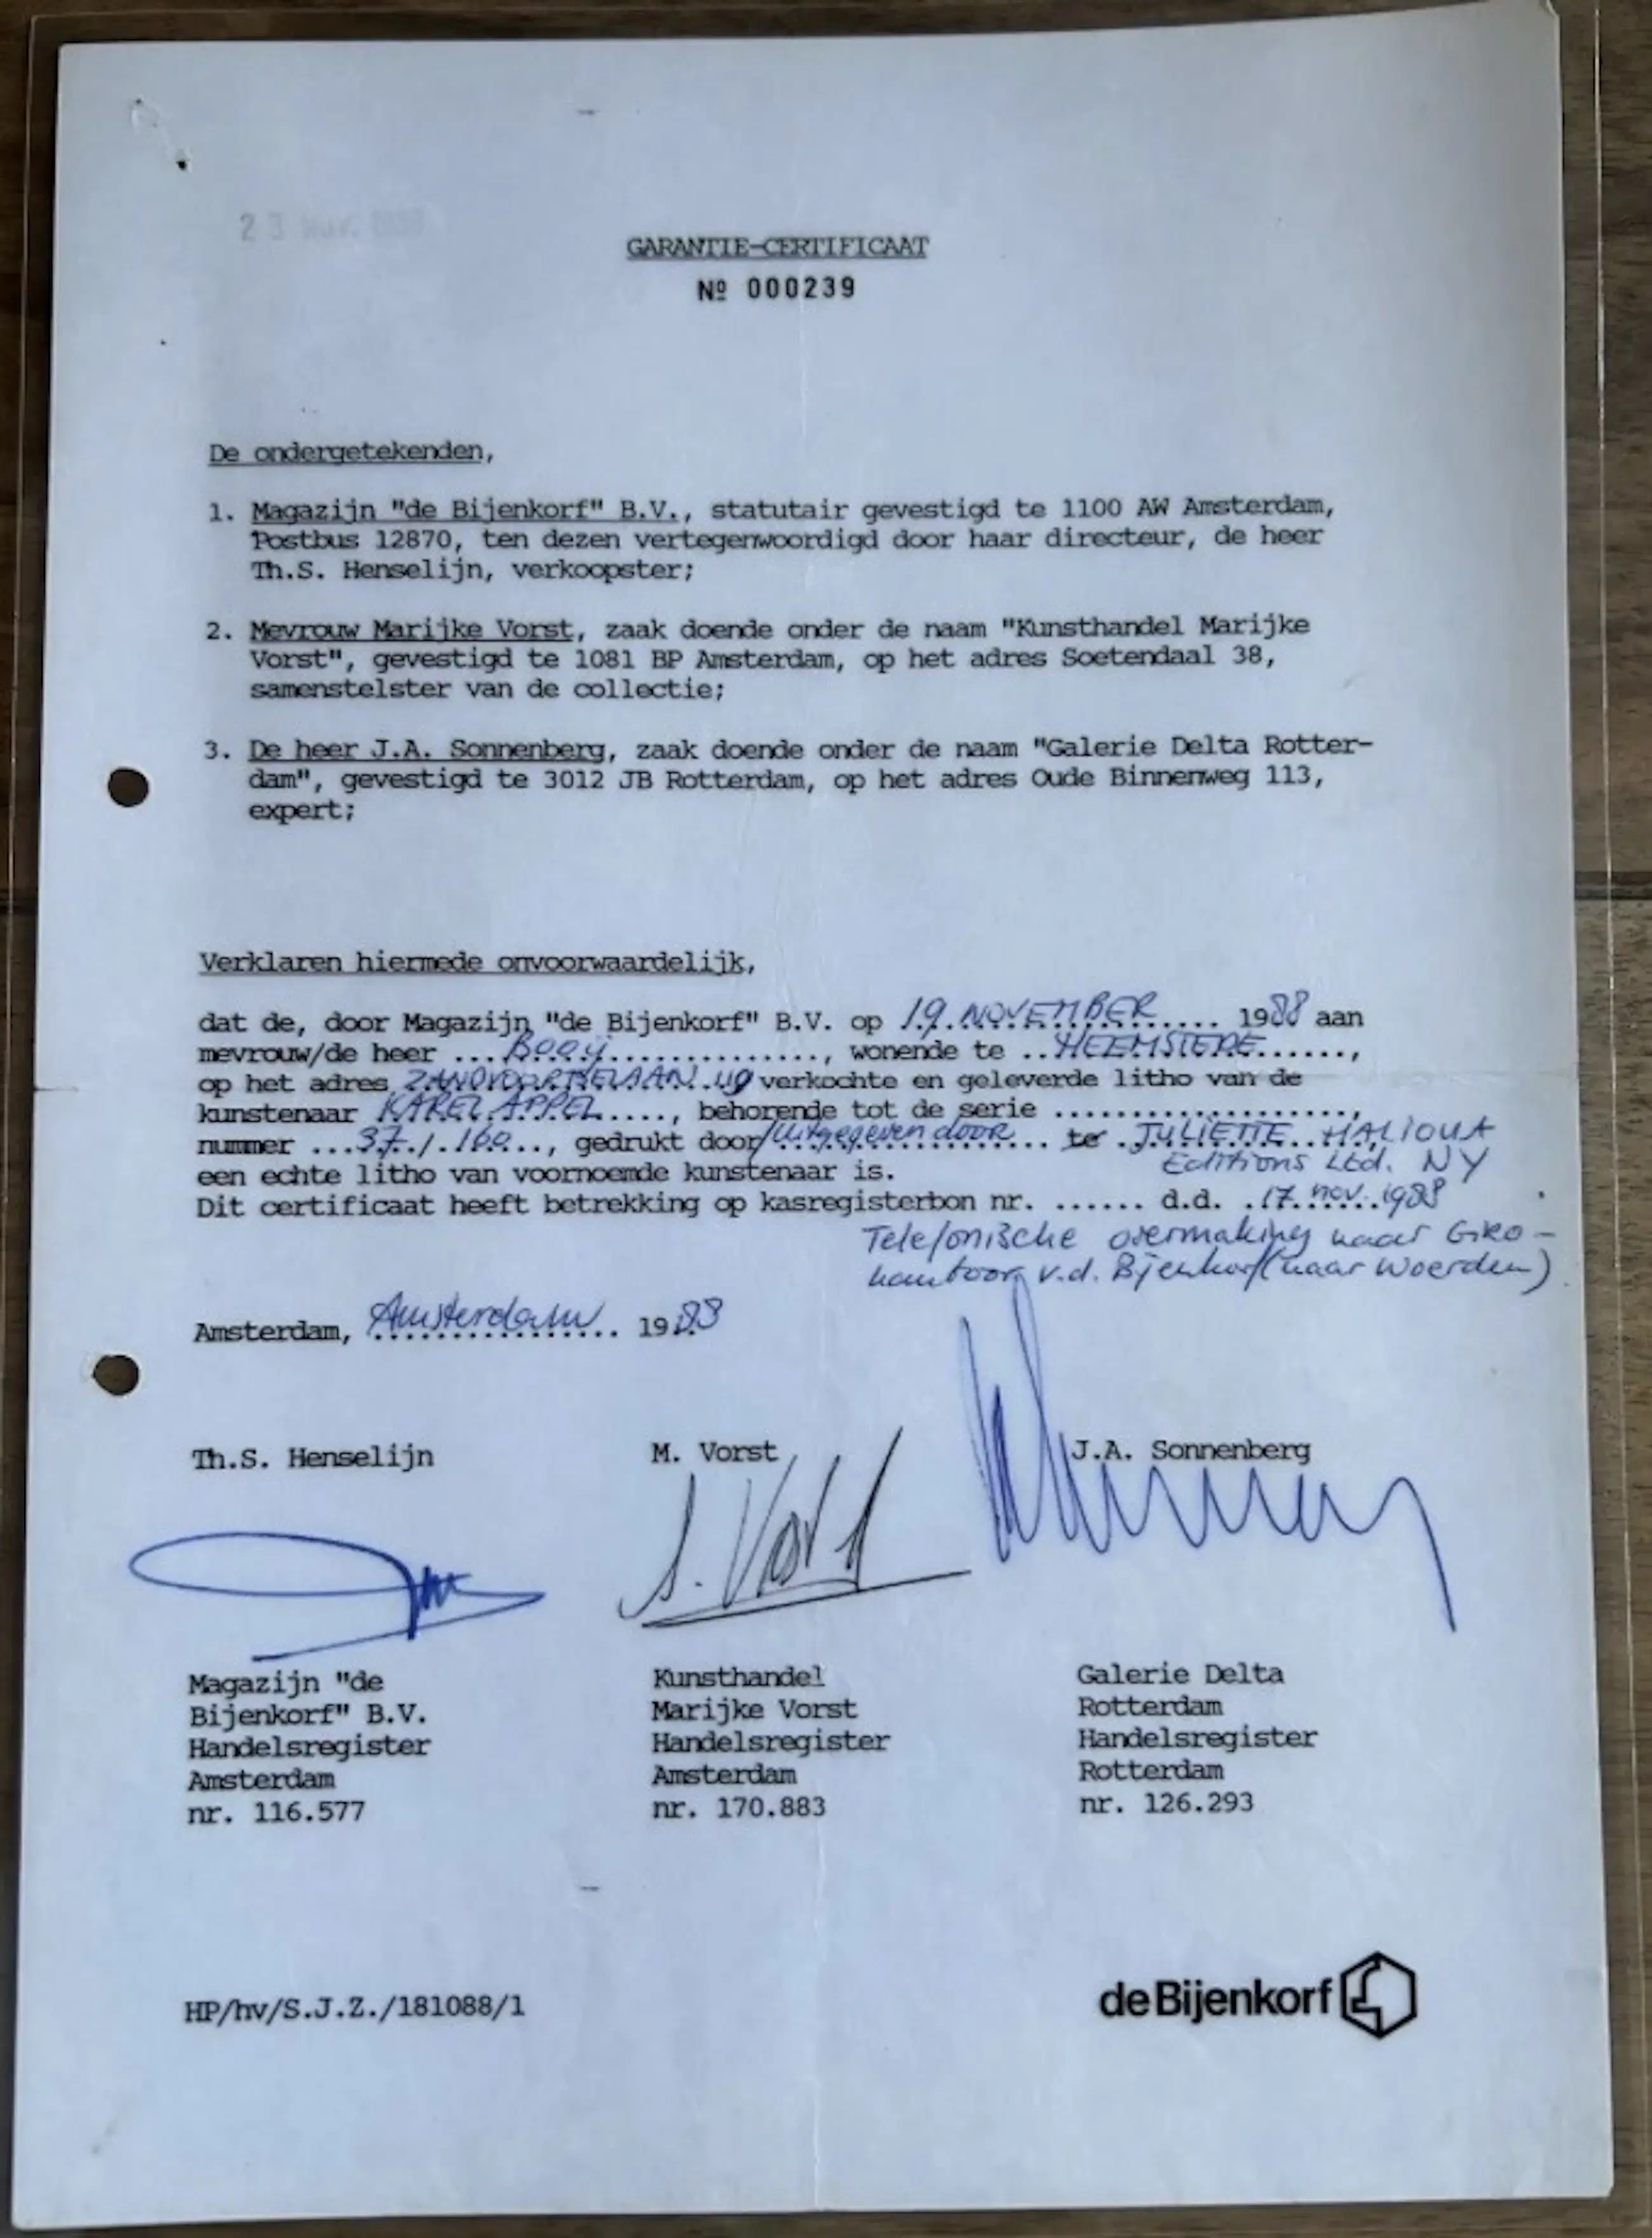 23 NOV. 1988
GARANTIE-CERTIFICAAT
Nº 000239
De ondergetekenden,
1. Magazijn "de Bijenkorf" B.V., statutair gevestigd te 1100 AW Amsterdam,
Postbus 12870, ten dezen vertegenwoordigd door haar directeur, de heer
Th.S. Henselijn, verkoopster;
2. Mevrouw Marijke Vorst, zaak doende onder de naam "Kunsthandel Marijke
Vorst", gevestigd te 1081 BP Amsterdam, op het adres Soetendaal 38,
samenstelster van de collectie;
3. De heer J.A. Sonnenberg, zaak doende onder de naam "Galerie Delta Rotter-
dam", gevestigd te 3012 JB Rotterdam, op het adres Oude Binnenweg 113,
expert;
Verklaren hiermede onvoorwaardelijk,
dat de, door Magazijn "de Bijenkorf" B.V. op 19 NOVEMBER 1988 aan
mevrouw/de heer ... Booy ..............., wonende te ..HEEMSTEDE......,
op het adres ZANDVOORTSELAAN verkochte en geleverde litho van de
kunstenaar KAREL APPEL ....., behorende tot de serie ...................,
nummer ...37./.160..., gedrukt door/uitgegeven door ... te .JULIETTE HALIOUA
Editions Ltd. NY
een echte litho van voornoemde kunstenaar is.
Dit certificaat heeft betrekking op kasregisterbon nr. ...... d.d. .17.nov.1988
Telefonische overmaking naar Giro-
kantoor v.d. Bijenkorf (naar Woerden)
Amsterdam, Amsterdam 1988
Th.S. Henselijn M. Vorst J.A. Sonnenberg
S. Vorst
Magazijn "de Kunsthandel Galerie Delta
Bijenkorf" B.V. Marijke Vorst Rotterdam
Handelsregister Handelsregister Handelsregister
Amsterdam Amsterdam Rotterdam
nr. 116.577 nr. 170.883 nr. 126.293
HP/hv/S.J.Z./181088/1
de Bijenkorf